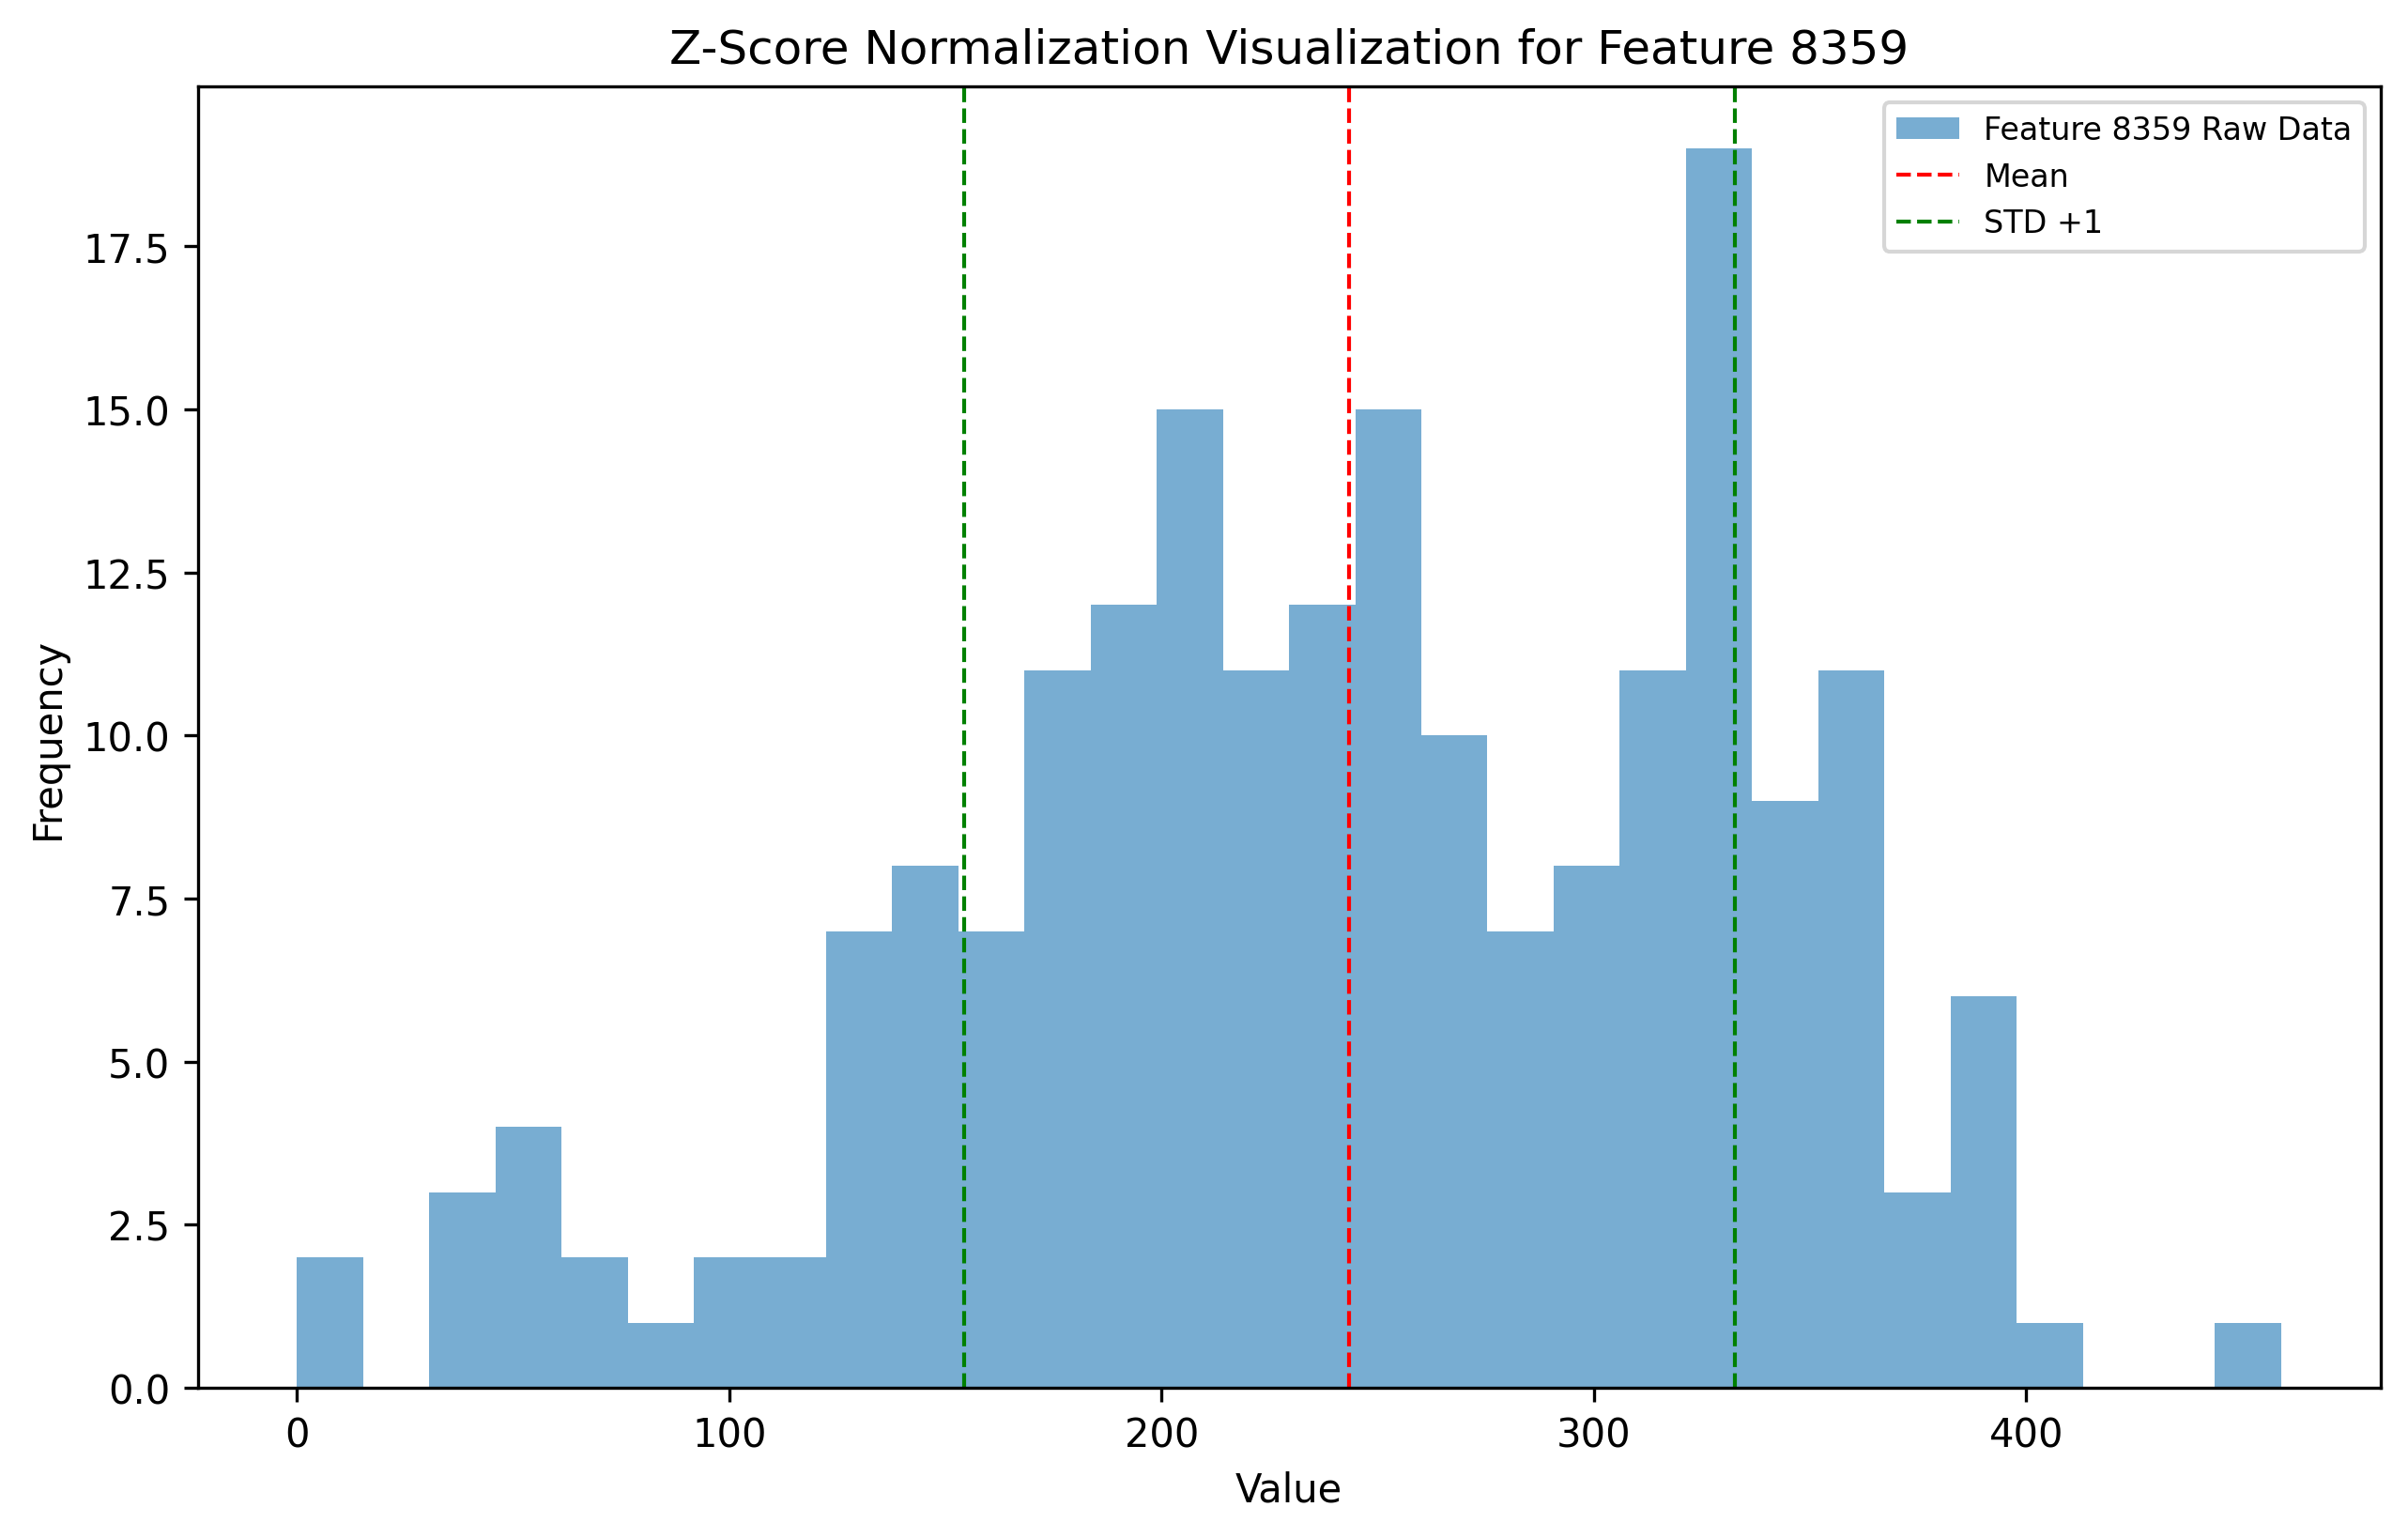 Z-Score Normalization Visualization for Feature 8359
Feature 8359 Raw Data
Mean
STD +1
17.5
15.0
12.5
10.0
7.5
5.0
2.5
0.0
Frequency
0 100 200 300 400
Value